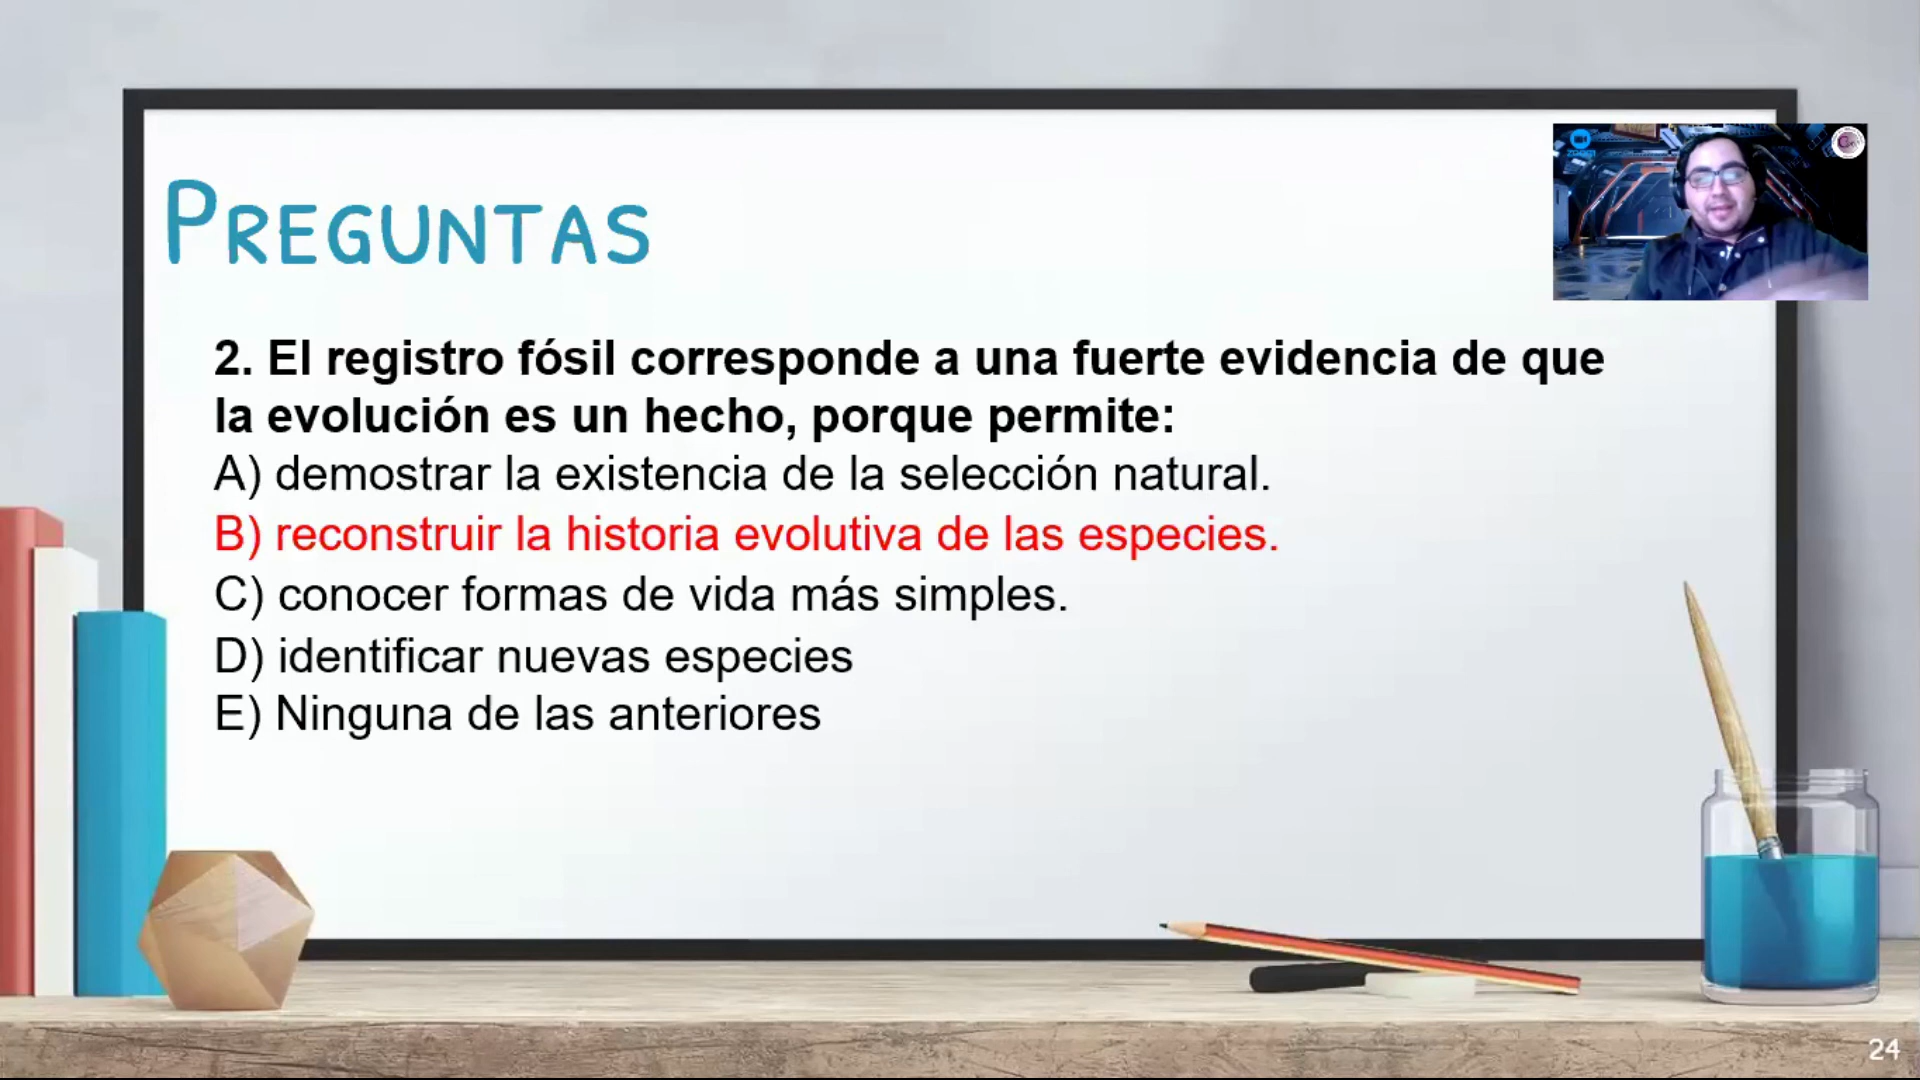 PREGUNTAS
zoom
2. El registro fósil corresponde a una fuerte evidencia de que
la evolución es un hecho, porque permite:
A) demostrar la existencia de la selección natural.
B) reconstruir la historia evolutiva de las especies.
C) conocer formas de vida más simples.
D) identificar nuevas especies
E) Ninguna de las anteriores
24